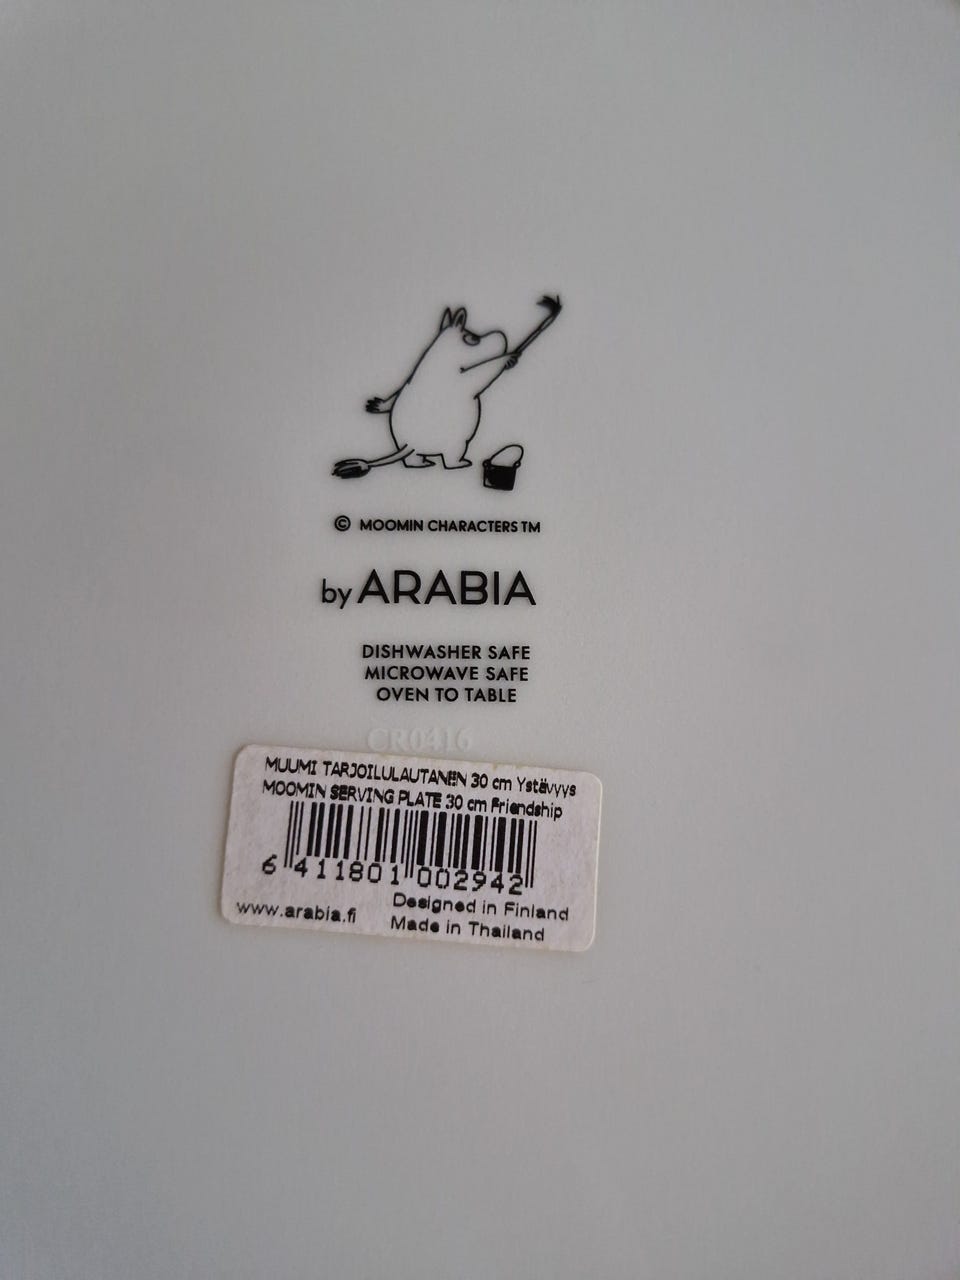 © MOOMIN CHARACTERS TM
by ARABIA
DISHWASHER SAFE
MICROWAVE SAFE
OVEN TO TABLE
CR0416
MUUMI TARJOILULAUTANEN 30 cm Ystävyys
MOOMIN SERVING PLATE 30 cm Friendship
6 411801 002942
www.arabia.fi
Designed in Finland
Made in Thailand